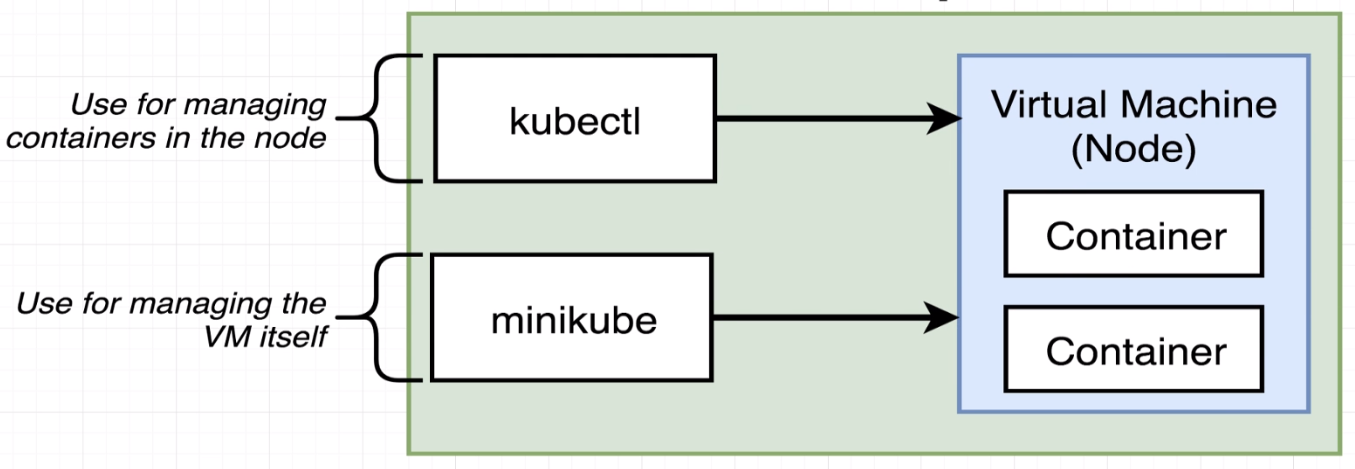 Use for managing
containers in the node
kubectl
Virtual Machine
(Node)
Container
Use for managing the
VM itself
minikube
Container